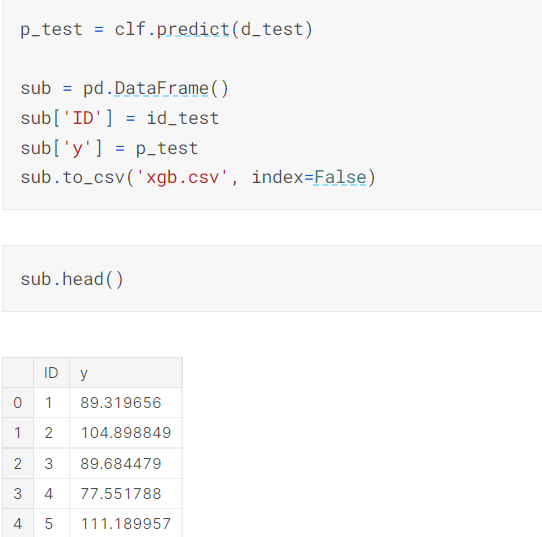 p_test = clf.predict(d_test)
sub = pd.DataFrame()
sub['ID'] = id_test
sub['y'] = p_test
sub.to_csv('xgb.csv', index=False)
sub.head()
ID y
0 1 89.319656
1 2 104.898849
2 3 89.684479
3 4 77.551788
4 5 111.189957